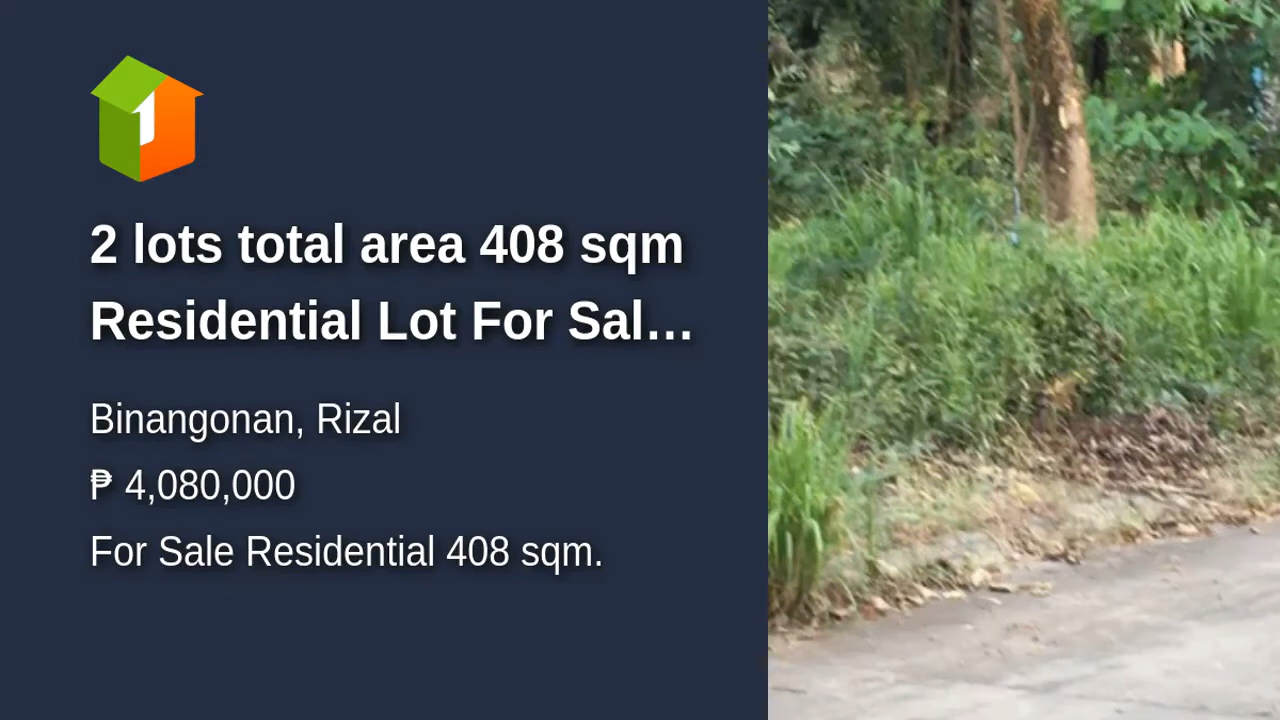 2 lots total area 408 sqm
Residential Lot For Sal...
Binangonan, Rizal
₱ 4,080,000
For Sale Residential 408 sqm.